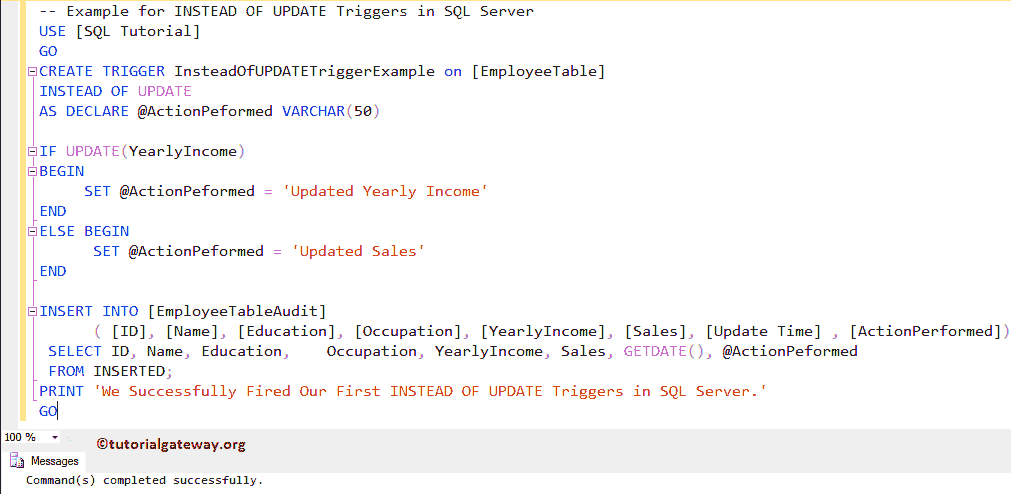 -- Example for INSTEAD OF UPDATE Triggers in SQL Server
USE [SQL Tutorial]
GO
CREATE TRIGGER InsteadOfUPDATETriggerExample on [EmployeeTable]
INSTEAD OF UPDATE
AS DECLARE @ActionPeformed VARCHAR(50)
IF UPDATE(YearlyIncome)
BEGIN
SET @ActionPeformed = 'Updated Yearly Income'
END
ELSE BEGIN
SET @ActionPeformed = 'Updated Sales'
END
INSERT INTO [EmployeeTableAudit]
( [ID], [Name], [Education], [Occupation], [YearlyIncome], [Sales], [Update Time] , [ActionPerformed])
SELECT ID, Name, Education, Occupation, YearlyIncome, Sales, GETDATE(), @ActionPeformed
FROM INSERTED;
PRINT 'We Successfully Fired Our First INSTEAD OF UPDATE Triggers in SQL Server.'
GO
100 %
©tutorialgateway.org
Messages
Command(s) completed successfully.